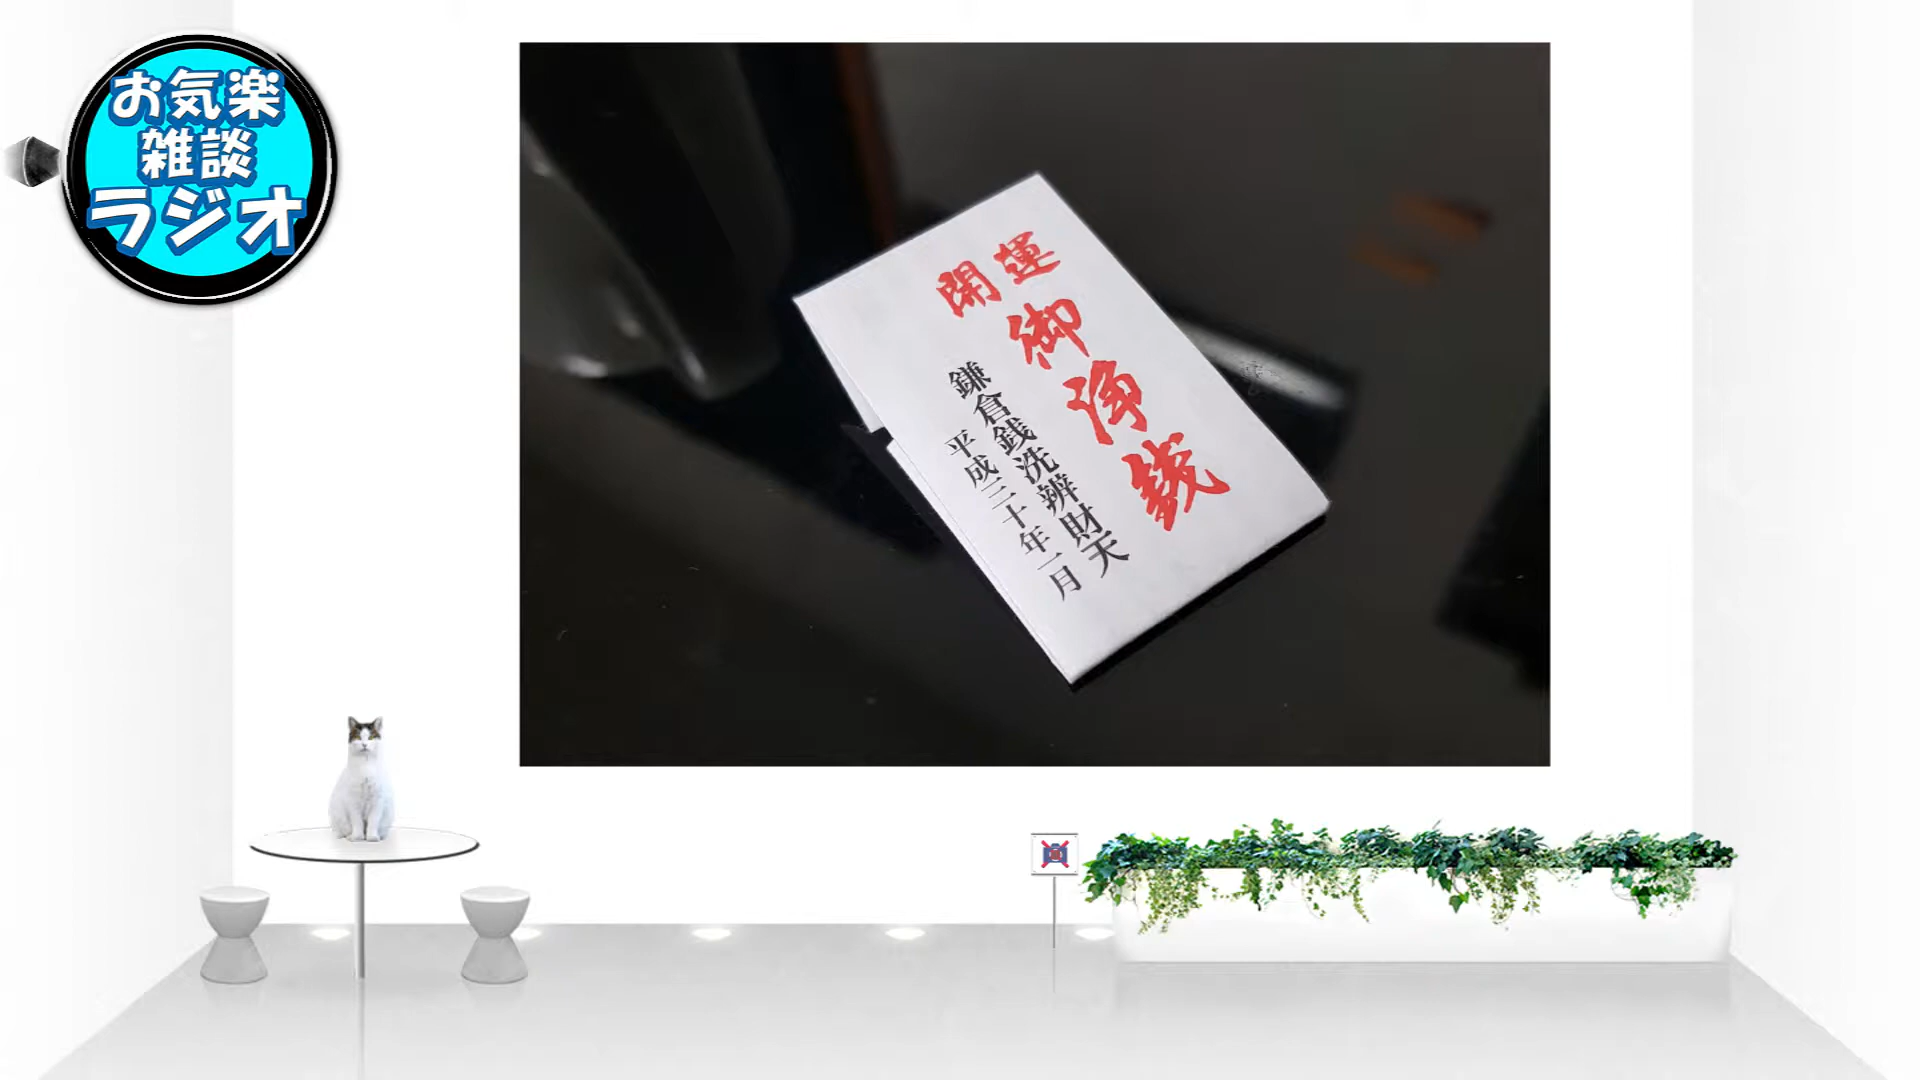 お気楽
雑談
ラジオ
開運
御浄銭
鎌倉銭洗辨財天
平成三十年一月